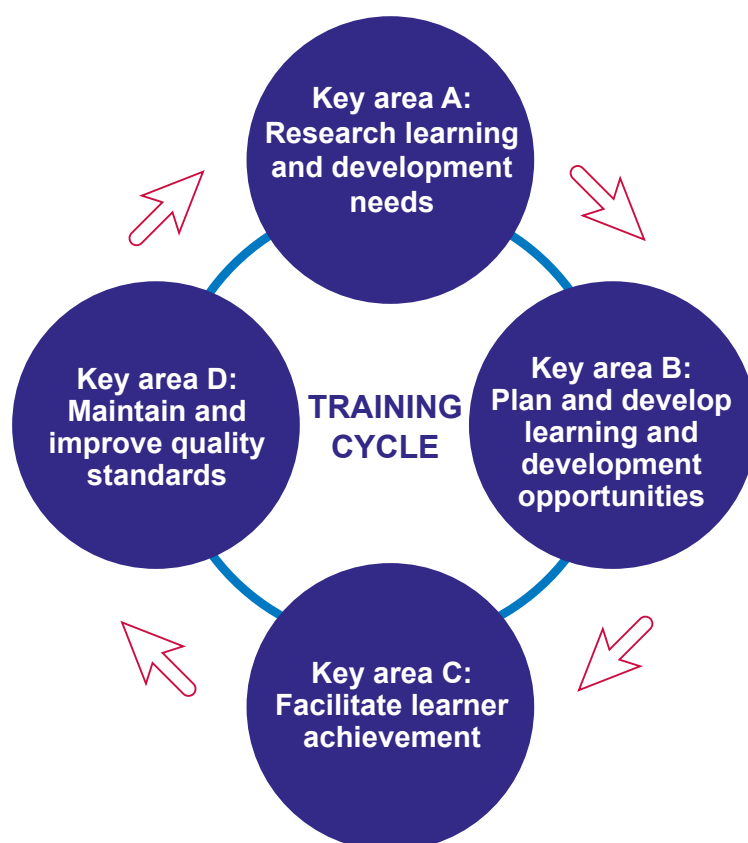 Key area A:
Research learning
and development
needs
Key area B:
Plan and develop
learning and
development
opportunities
Key area C:
Facilitate learner
achievement
Key area D:
Maintain and
improve quality
standards
TRAINING
CYCLE